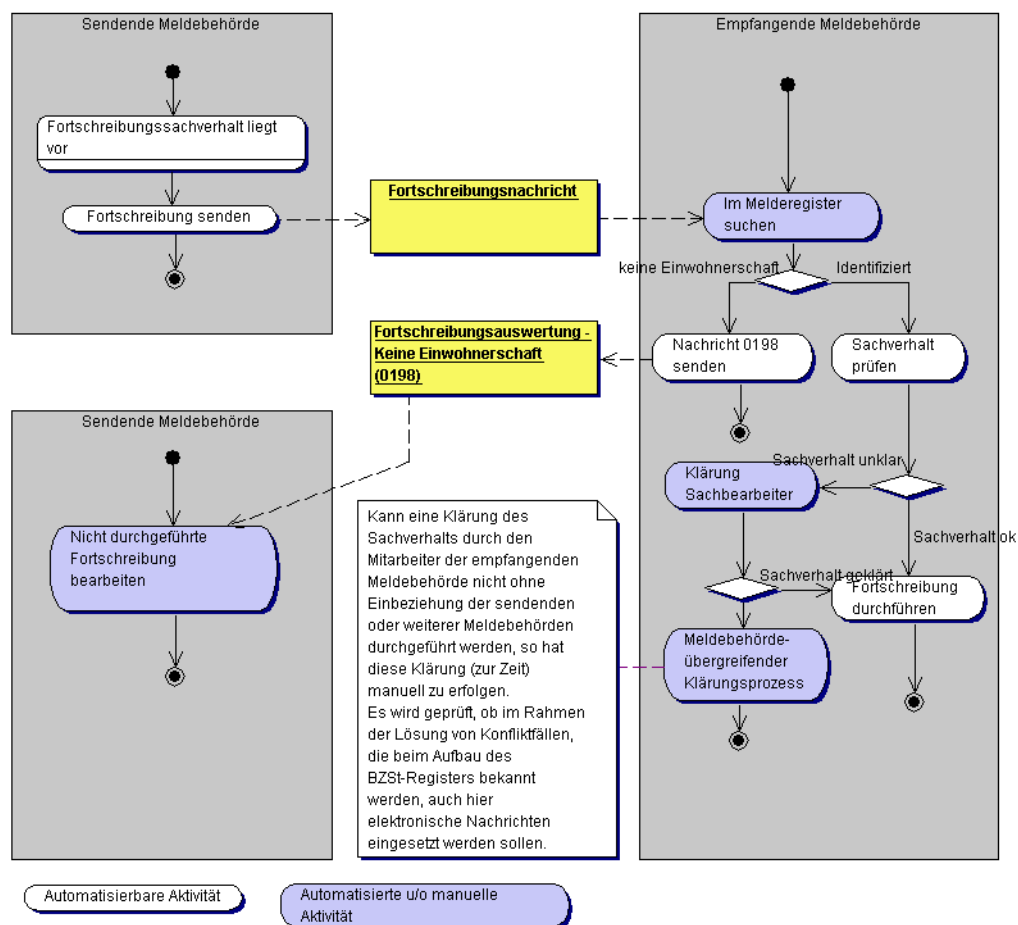 Sendende Meldebehörde
Fortschreibungssachverhalt liegt
vor
Fortschreibung senden
Fortschreibungsnachricht
Empfangende Meldebehörde
Im Melderegister
suchen
keine Einwohnerschaft
Identifiziert
Fortschreibungsauswertung -
Keine Einwohnerschaft
(0198)
Nachricht 0198
senden
Sachverhalt
prüfen
Sachverhalt unklar
Klärung
Sachbearbeiter
Sachverhalt ok
Sachverhalt geklärt
Fortschreibung
durchführen
Meldebehörde-
übergreifender
Klärungsprozess
Sendende Meldebehörde
Nicht durchgeführte
Fortschreibung
bearbeiten
Kann eine Klärung des
Sachverhalts durch den
Mitarbeiter der empfangenden
Meldebehörde nicht ohne
Einbeziehung der sendenden
oder weiterer Meldebehörden
durchgeführt werden, so hat
diese Klärung (zur Zeit)
manuell zu erfolgen.
Es wird geprüft, ob im Rahmen
der Lösung von Konfliktfällen,
die beim Aufbau des
BZSt-Registers bekannt
werden, auch hier
elektronische Nachrichten
eingesetzt werden sollen.
Automatisierbare Aktivität
Automatisierte u/o manuelle
Aktivität